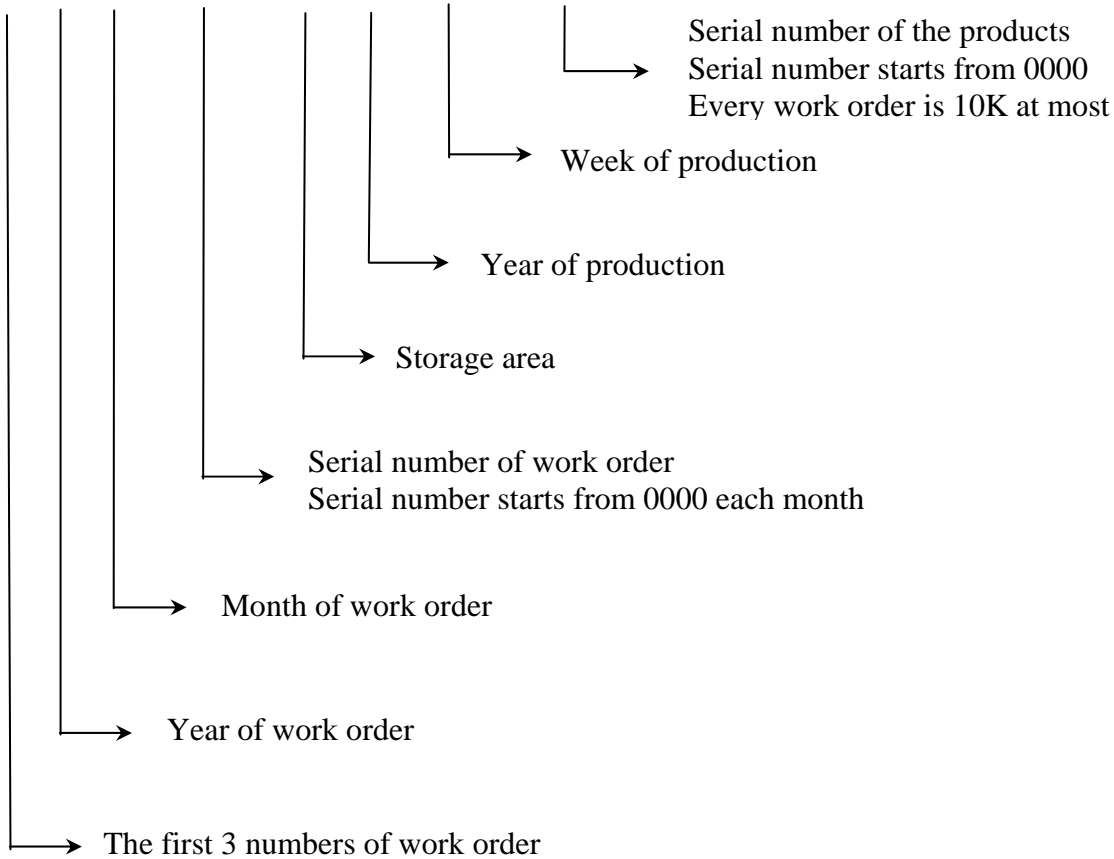 Serial number of the products
Serial number starts from 0000
Every work order is 10K at most
Week of production
Year of production
Storage area
Serial number of work order
Serial number starts from 0000 each month
Month of work order
Year of work order
The first 3 numbers of work order